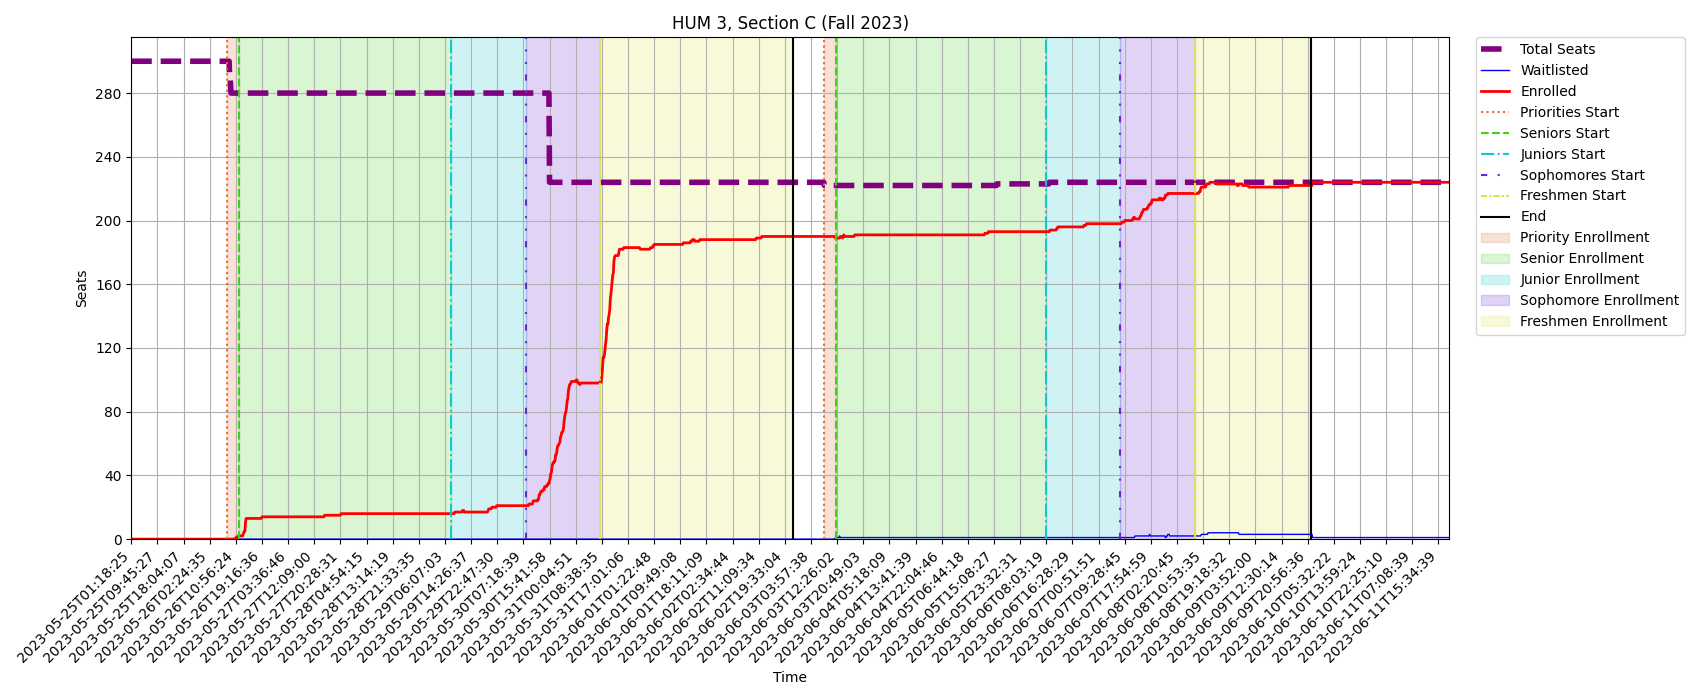 HUM 3, Section C (Fall 2023)
Seats
280
240
200
160
120
80
40
0
2023-05-25T01:18:25
2023-05-25T09:45:27
2023-05-25T18:04:07
2023-05-26T02:24:35
2023-05-26T10:56:24
2023-05-26T19:16:36
2023-05-27T03:36:46
2023-05-27T12:09:00
2023-05-27T20:28:31
2023-05-28T04:54:15
2023-05-28T13:14:19
2023-05-28T21:33:35
2023-05-29T06:07:03
2023-05-29T14:26:37
2023-05-29T22:47:30
2023-05-30T07:18:39
2023-05-30T15:41:58
2023-05-31T00:04:51
2023-05-31T08:38:35
2023-05-31T17:01:06
2023-06-01T01:22:48
2023-06-01T09:49:08
2023-06-01T18:11:09
2023-06-02T02:34:44
2023-06-02T11:09:34
2023-06-02T19:33:04
2023-06-03T03:57:38
2023-06-03T12:26:02
2023-06-03T20:49:03
2023-06-04T05:18:09
2023-06-04T13:41:39
2023-06-04T22:04:46
2023-06-05T06:44:18
2023-06-05T15:08:27
2023-06-05T23:32:31
2023-06-06T08:03:19
2023-06-06T16:28:29
2023-06-07T00:51:51
2023-06-07T09:28:45
2023-06-07T17:54:59
2023-06-08T02:20:45
2023-06-08T10:53:35
2023-06-08T19:18:32
2023-06-09T03:52:00
2023-06-09T12:30:14
2023-06-09T20:56:36
2023-06-10T05:32:22
2023-06-10T13:59:24
2023-06-10T22:25:10
2023-06-11T07:08:39
2023-06-11T15:34:39
Time
Total Seats
Waitlisted
Enrolled
Priorities Start
Seniors Start
Juniors Start
Sophomores Start
Freshmen Start
End
Priority Enrollment
Senior Enrollment
Junior Enrollment
Sophomore Enrollment
Freshmen Enrollment